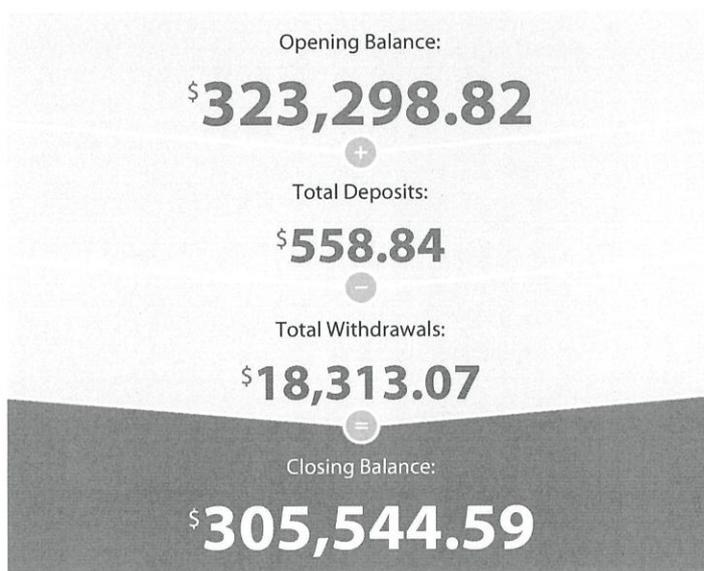 Opening Balance:
$323,298.82
+
Total Deposits:
$558.84
−
Total Withdrawals:
$18,313.07
=
Closing Balance:
$305,544.59